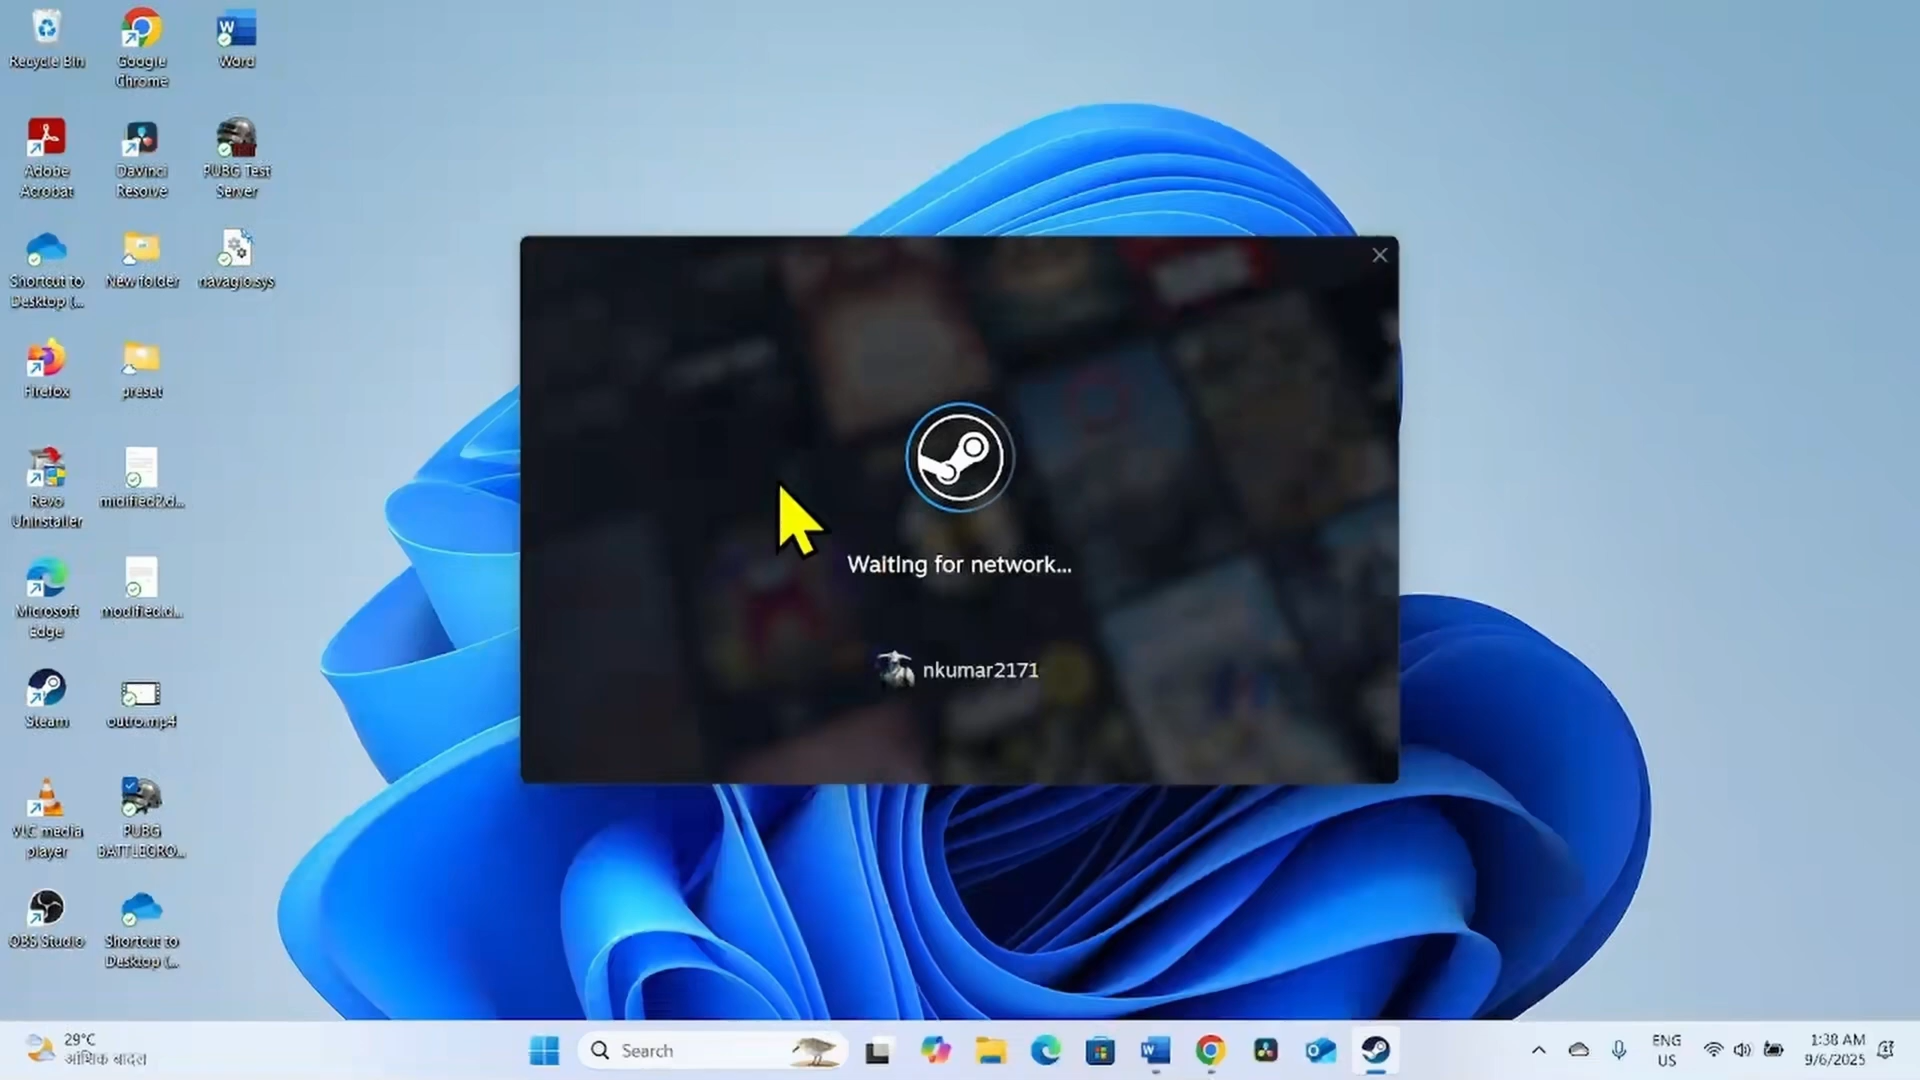 Recycle Bin
Google
Chrome
Word
Adobe
Acrobat
DaVinci
Resolve
PUBG Test
Server
Shortcut to
Desktop (...
New folder
navagio.sys
Firefox
preset
Revo
Uninstaller
modified2.d...
Microsoft
Edge
modified.d...
Steam
outro.mp4
VLC media
player
PUBG
BATTLEGRO...
OBS Studio
Shortcut to
Desktop (...
Waiting for network...
nkumar2171
29°C
आंशिक बादल
Search
ENG
US
1:38 AM
9/6/2025